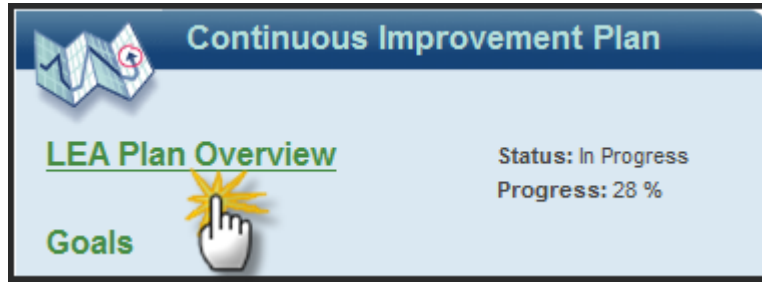 Continuous Improvement Plan
LEA Plan Overview
Status: In Progress
Progress: 28 %
Goals